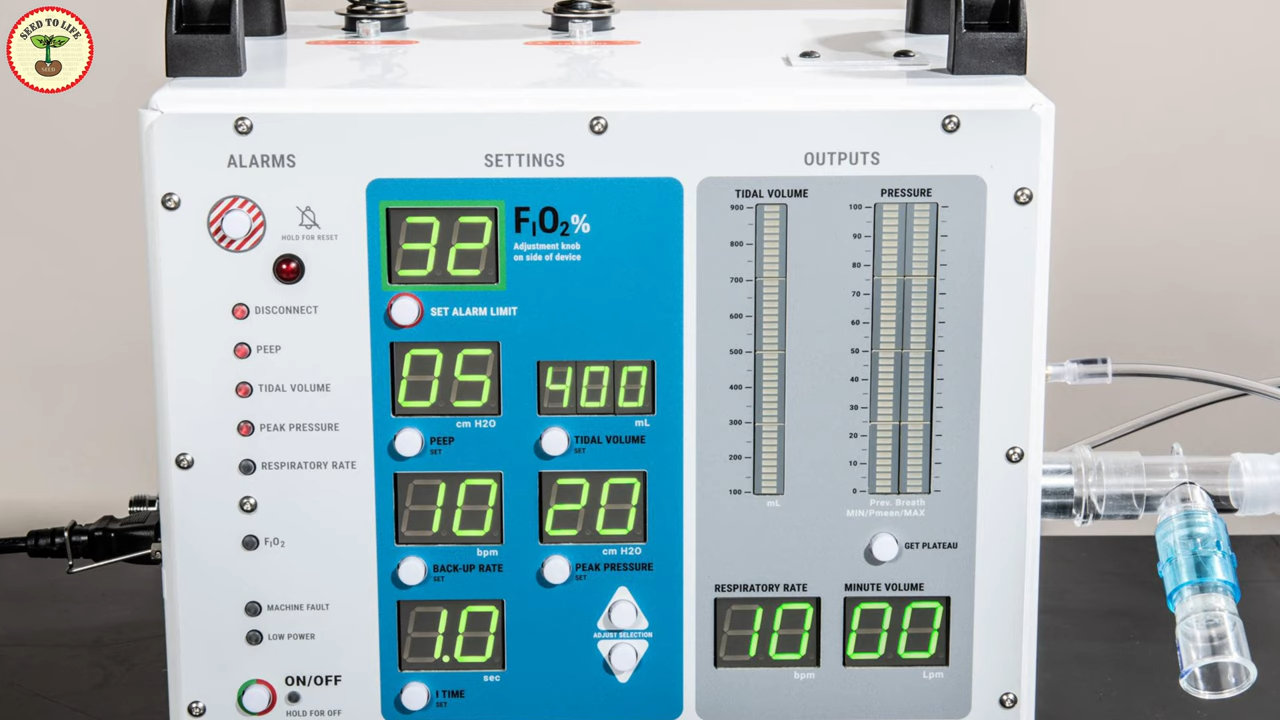 SEED TO LIFE
SEED
ALARMS
HOLD FOR RESET
DISCONNECT
PEEP
TIDAL VOLUME
PEAK PRESSURE
RESPIRATORY RATE
FIO2
MACHINE FAULT
LOW POWER
ON/OFF
HOLD FOR OFF
SETTINGS
32
FIO2%
Adjustment knob
on side of device
SET ALARM LIMIT
05
cm H2O
PEEP
SET
400
mL
TIDAL VOLUME
SET
10
bpm
BACK-UP RATE
SET
20
cm H2O
PEAK PRESSURE
SET
1.0
sec
I TIME
SET
ADJUST SELECTION
OUTPUTS
TIDAL VOLUME
900
800
700
600
500
400
300
200
100
mL
PRESSURE
100
90
80
70
60
50
40
30
20
10
0
Prev. Breath
MIN/Pmean/MAX
GET PLATEAU
RESPIRATORY RATE
10
bpm
MINUTE VOLUME
00
Lpm